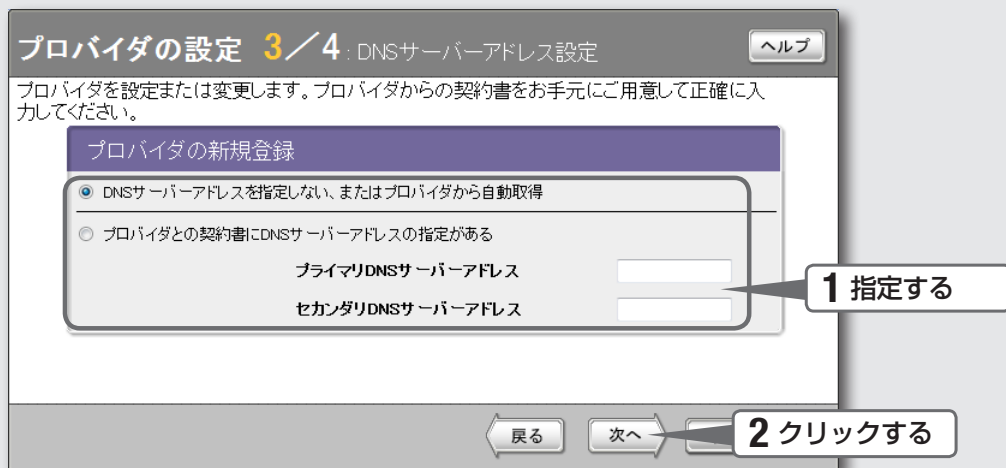 プロバイダの設定 3/4 : DNSサーバーアドレス設定 ヘルプ
プロバイダを設定または変更します。プロバイダからの契約書をお手元にご用意して正確に入
力してください。
プロバイダの新規登録
DNSサーバーアドレスを指定しない、またはプロバイダから自動取得
プロバイダとの契約書にDNSサーバーアドレスの指定がある
プライマリDNSサーバーアドレス
セカンダリDNSサーバーアドレス
1 指定する
戻る 次へ
2 クリックする